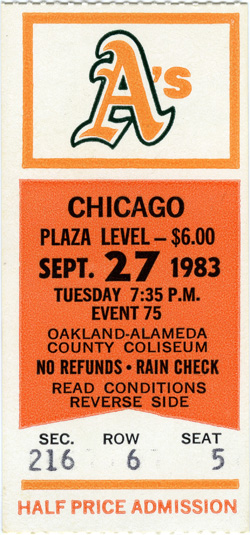 A's
CHICAGO
PLAZA LEVEL – $6.00
SEPT. 27 1983
TUESDAY 7:35 P.M.
EVENT 75
OAKLAND-ALAMEDA
COUNTY COLISEUM
NO REFUNDS • RAIN CHECK
READ CONDITIONS
REVERSE SIDE
SEC. ROW SEAT
216 6 5
HALF PRICE ADMISSION